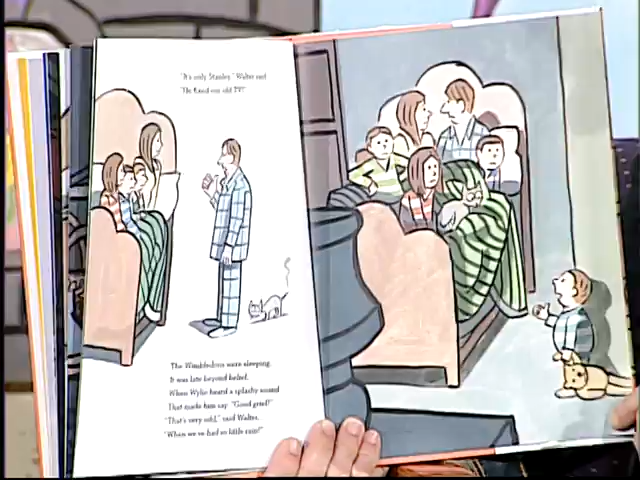 "It's only Stanley," Walter said.
"He fixed our old TV!"
The Wimbledons were sleeping.
It was late beyond belief,
When Wylie heard a splashy sound
That made him say, "Good grief!"
"That's very odd," said Walter,
"When we've had so little rain!"